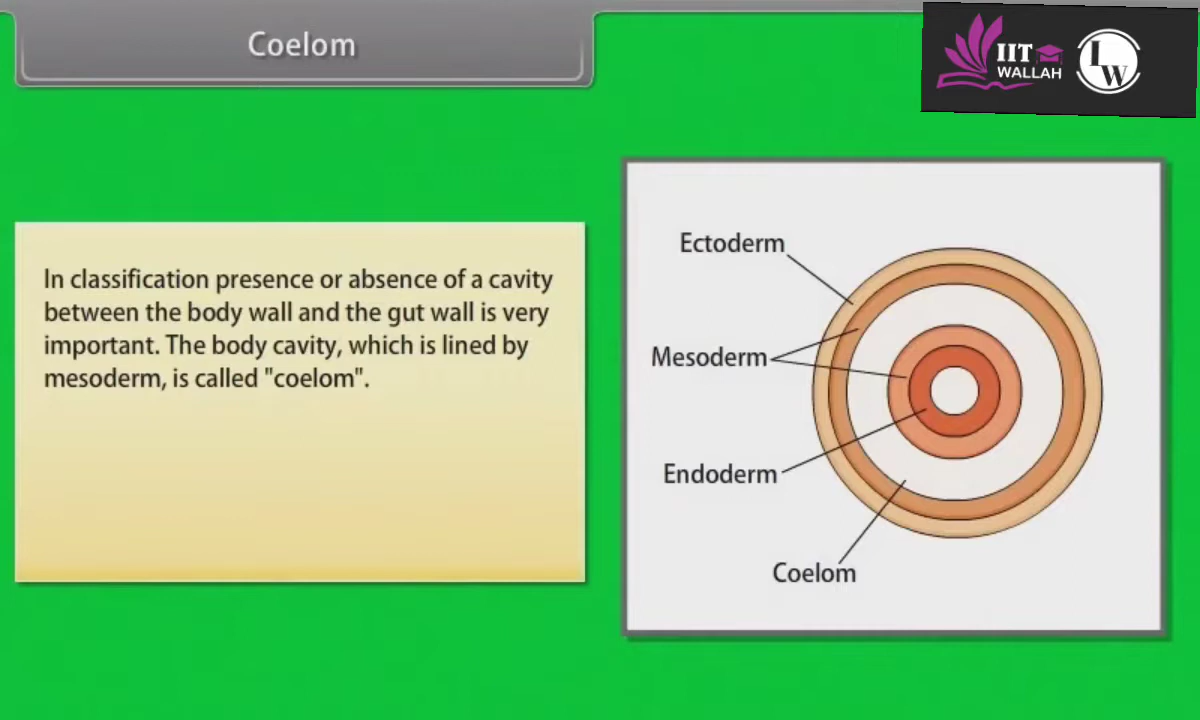 Coelom
IIT
WALLAH
LW
In classification presence or absence of a cavity
between the body wall and the gut wall is very
important. The body cavity, which is lined by
mesoderm, is called "coelom".
Ectoderm
Mesoderm
Endoderm
Coelom